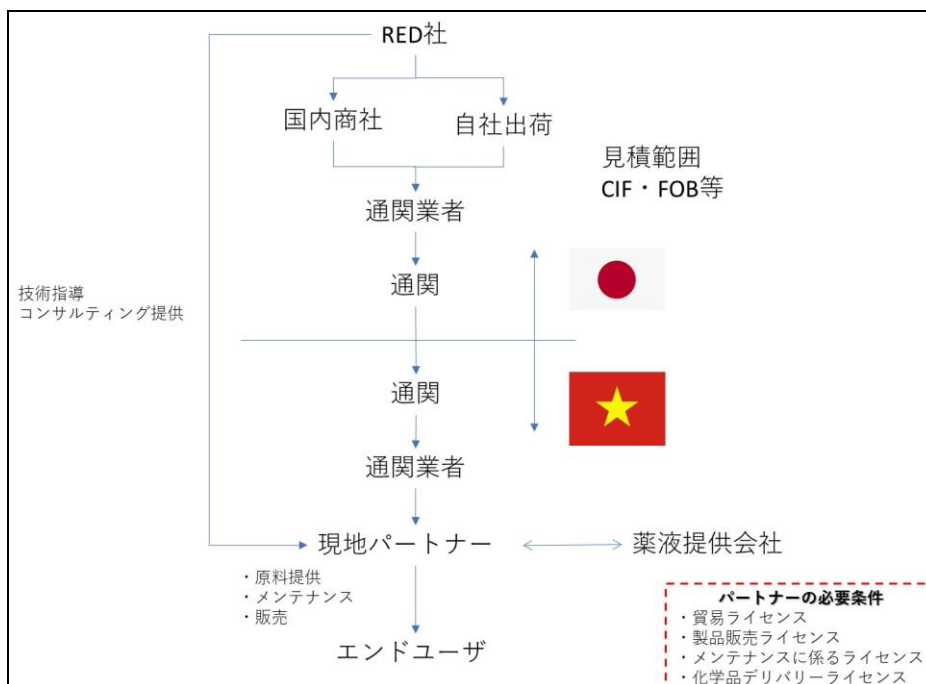 RED社
国内商社
自社出荷
見積範囲
CIF・FOB等
通関業者
通関
技術指導
コンサルティング提供
通関
通関業者
現地パートナー
薬液提供会社
・原料提供
・メンテナンス
・販売
エンドユーザ
パートナーの必要条件
・貿易ライセンス
・製品販売ライセンス
・メンテナンスに係るライセンス
・化学品デリバリーライセンス